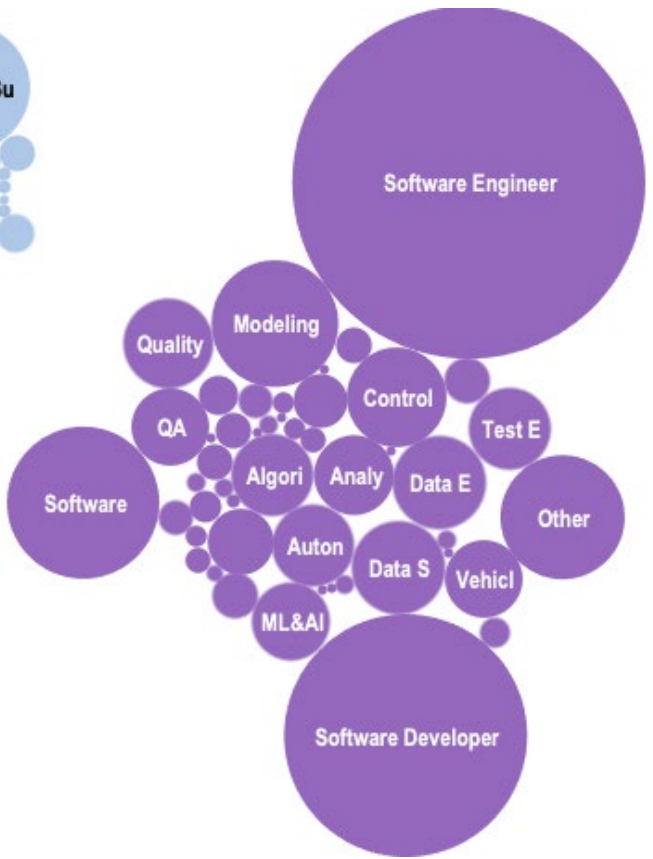 Software Engineer
Modeling
Quality
Control
QA
Test E
Algori
Analy
Data E
Software
Other
Auton
Data S
Vehicl
ML&AI
Software Developer